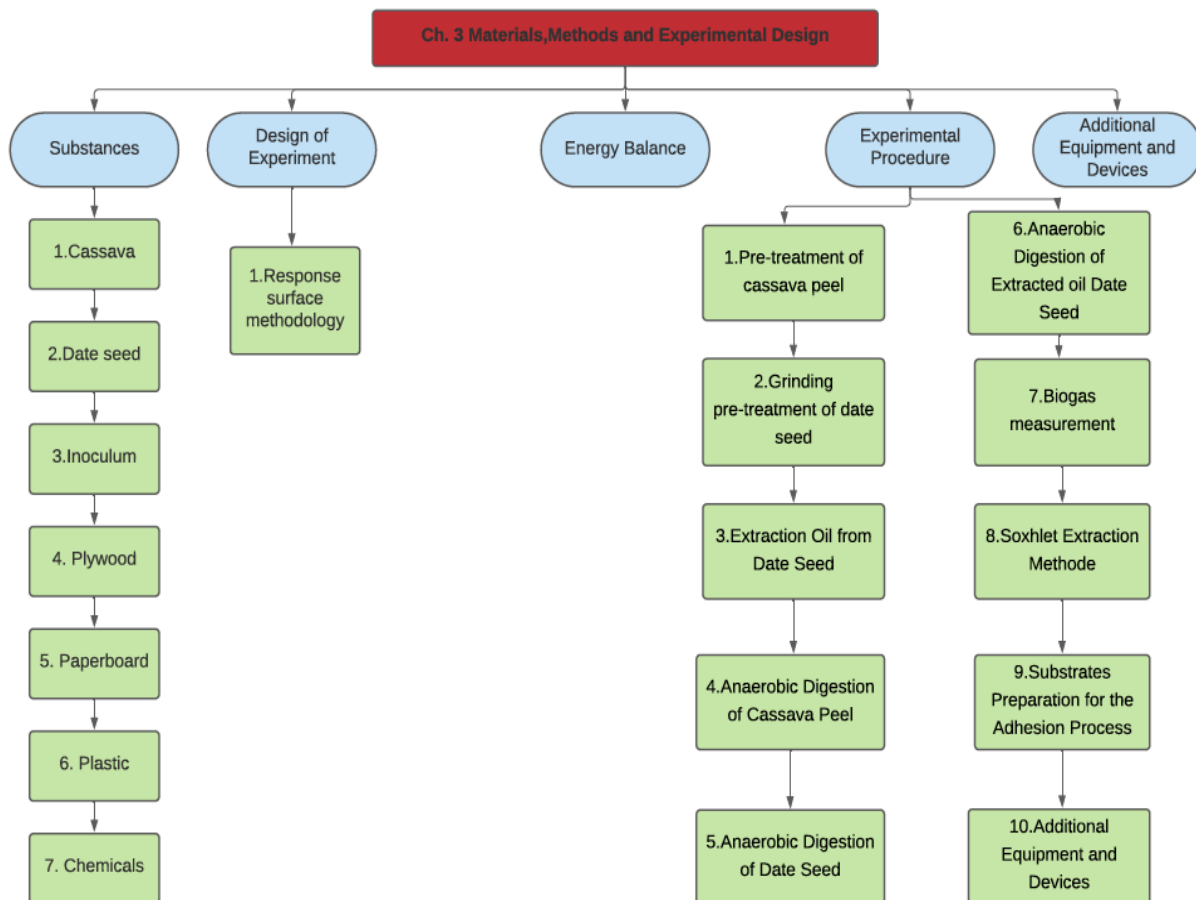 Ch. 3 Materials,Methods and Experimental Design
Substances
Design of
Experiment
Energy Balance
Experimental
Procedure
Additional
Equipment and
Devices
1.Cassava
2.Date seed
3.Inoculum
4. Plywood
5. Paperboard
6. Plastic
7. Chemicals
1.Response
surface
methodology
1.Pre-treatment of
cassava peel
2.Grinding
pre-treatment of date
seed
3.Extraction Oil from
Date Seed
4.Anaerobic Digestion
of Cassava Peel
5.Anaerobic Digestion
of Date Seed
6.Anaerobic
Digestion of
Extracted oil Date
Seed
7.Biogas
measurement
8.Soxhlet Extraction
Methode
9.Substrates
Preparation for the
Adhesion Process
10.Additional
Equipment and
Devices